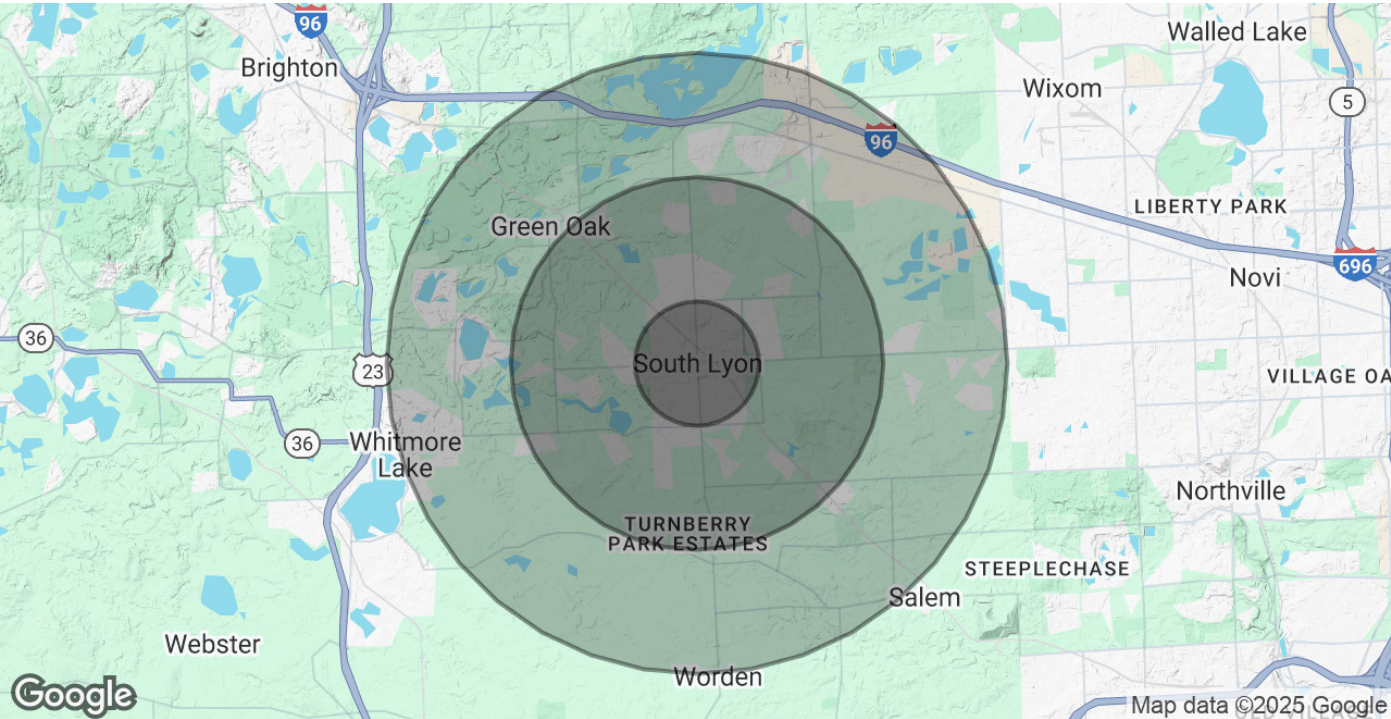 96
Brighton
Walled Lake
Wixom
5
96
LIBERTY PARK
Green Oak
Novi
696
36
South Lyon
23
VILLAGE OA
36
Whitmore
Lake
Northville
TURNBERRY
PARK ESTATES
STEEPLECHASE
Salem
Webster
Worden
Google
Map data ©2025 Google